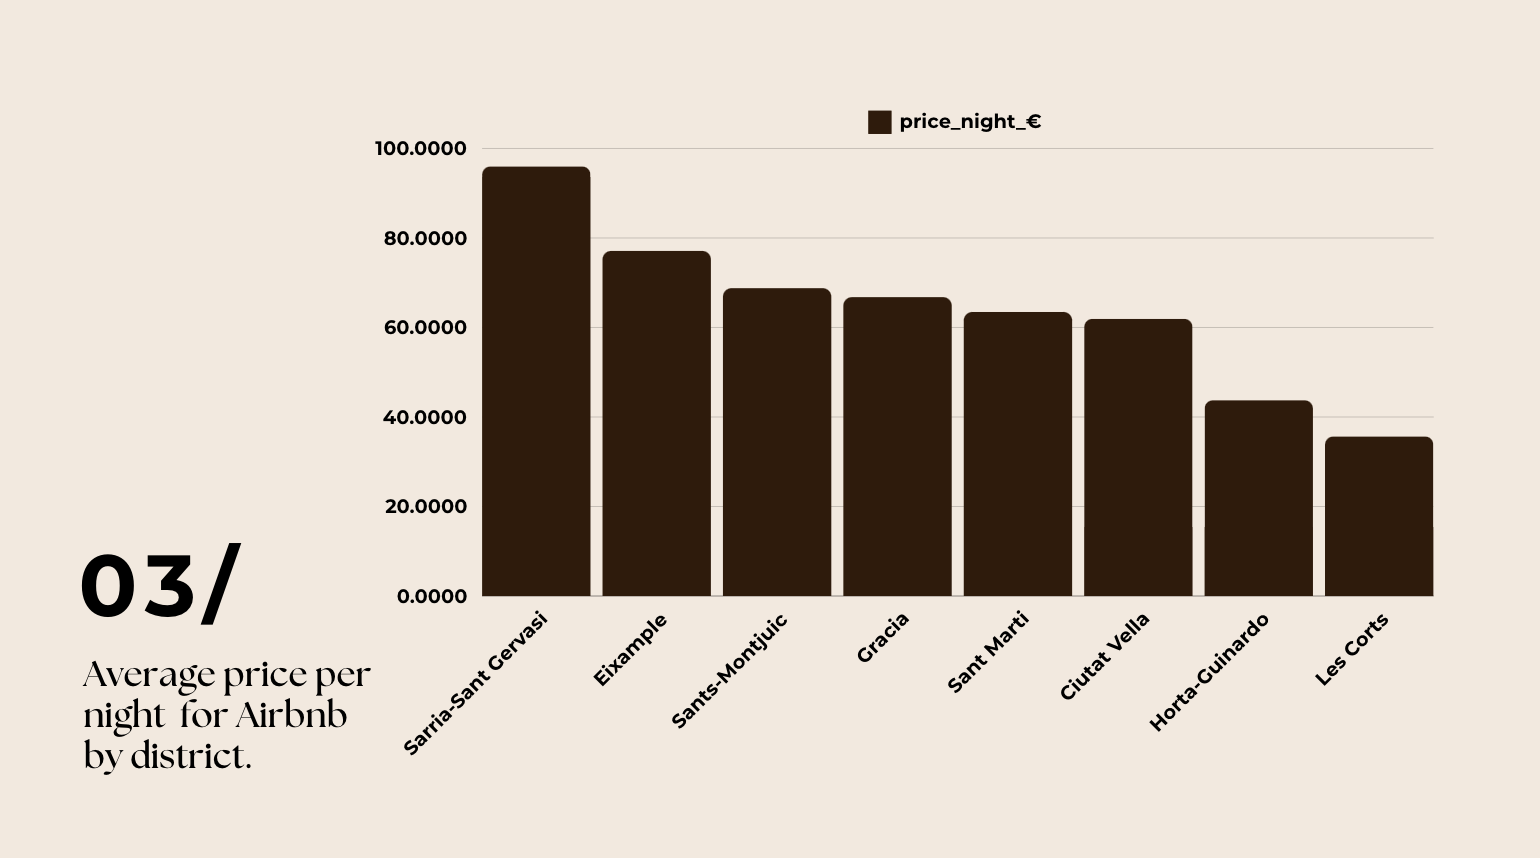 price_night_€
100.0000
80.0000
60.0000
40.0000
20.0000
0.0000
Sarria-Sant Gervasi
Eixample
Sants-Montjuic
Gracia
Sant Marti
Ciutat Vella
Horta-Guinardo
Les Corts
03/
Average price per
night for Airbnb
by district.